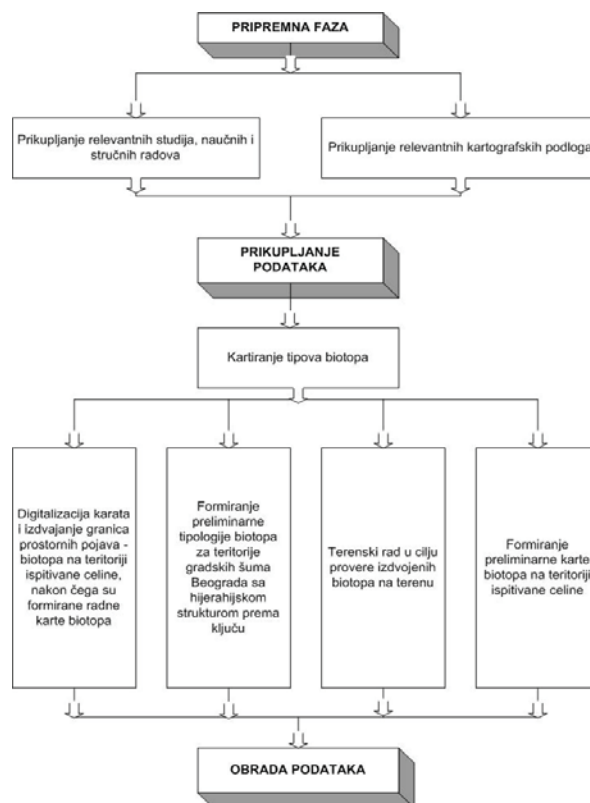 PRIPREMNA FAZA
Prikupljanje relevantnih studija, naučnih i
stručnih radova
Prikupljanje relevantnih kartografskih podloga
PRIKUPLJANJE
PODATAKA
Kartiranje tipova biotopa
Digitalizacija karata
i izdvajanje granica
prostornih pojava -
biotopa na teritoriji
ispitivane celine,
nakon čega su
formirane radne
karte biotopa
Formiranje
preliminarne
tipologije biotopa
za teritorije
gradskih šuma
Beograda sa
hijerahijskom
strukturom prema
ključu
Terenski rad u cilju
provere izdvojenih
biotopa na terenu
Formiranje
preliminarne karte
biotopa na teritoriji
ispitivane celine
OBRADA PODATAKA